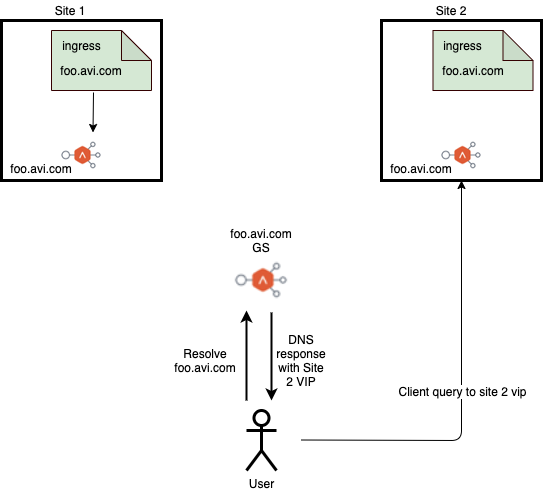 Site 1
Site 2
ingress
foo.avi.com
ingress
foo.avi.com
foo.avi.com
foo.avi.com
foo.avi.com
GS
Resolve
foo.avi.com
DNS
response
with Site
2 VIP
Client query to site 2 vip
User